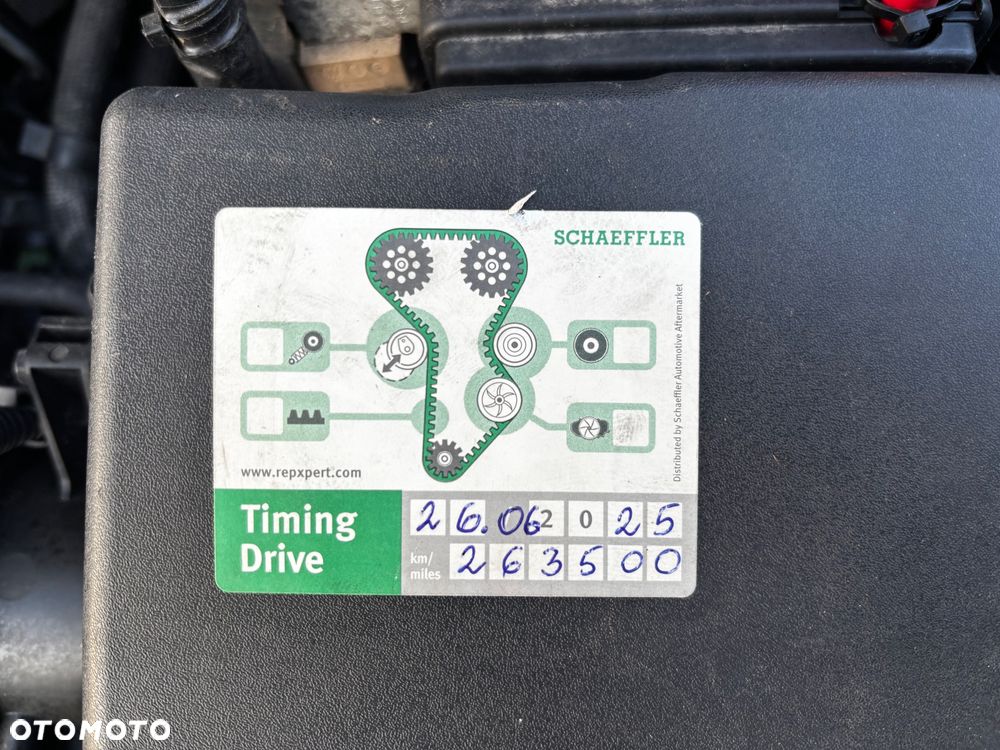 SCHAEFFLER
Distributed by Schaeffler Automotive Aftermarket
www.repxpert.com
Timing
Drive
26.06 2025
km/
miles
263500
OTOMOTO